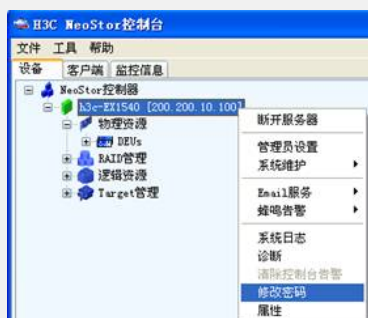 H3C NeoStor控制台
文件 工具 帮助
设备 客户端 监控信息
NeoStor控制器
h3c-EX1540 [200.200.10.100]
物理资源
DEVs
RAID管理
逻辑资源
Target管理
断开服务器
管理员设置
系统维护
Email服务
蜂鸣告警
系统日志
诊断
清除控制台告警
修改密码
属性